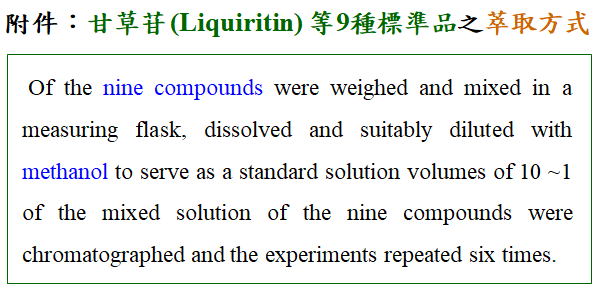 附件：甘草苷(Liquiritin) 等9種標準品之萃取方式
Of the nine compounds were weighed and mixed in a
measuring flask, dissolved and suitably diluted with
methanol to serve as a standard solution volumes of 10 ~1
of the mixed solution of the nine compounds were
chromatographed and the experiments repeated six times.